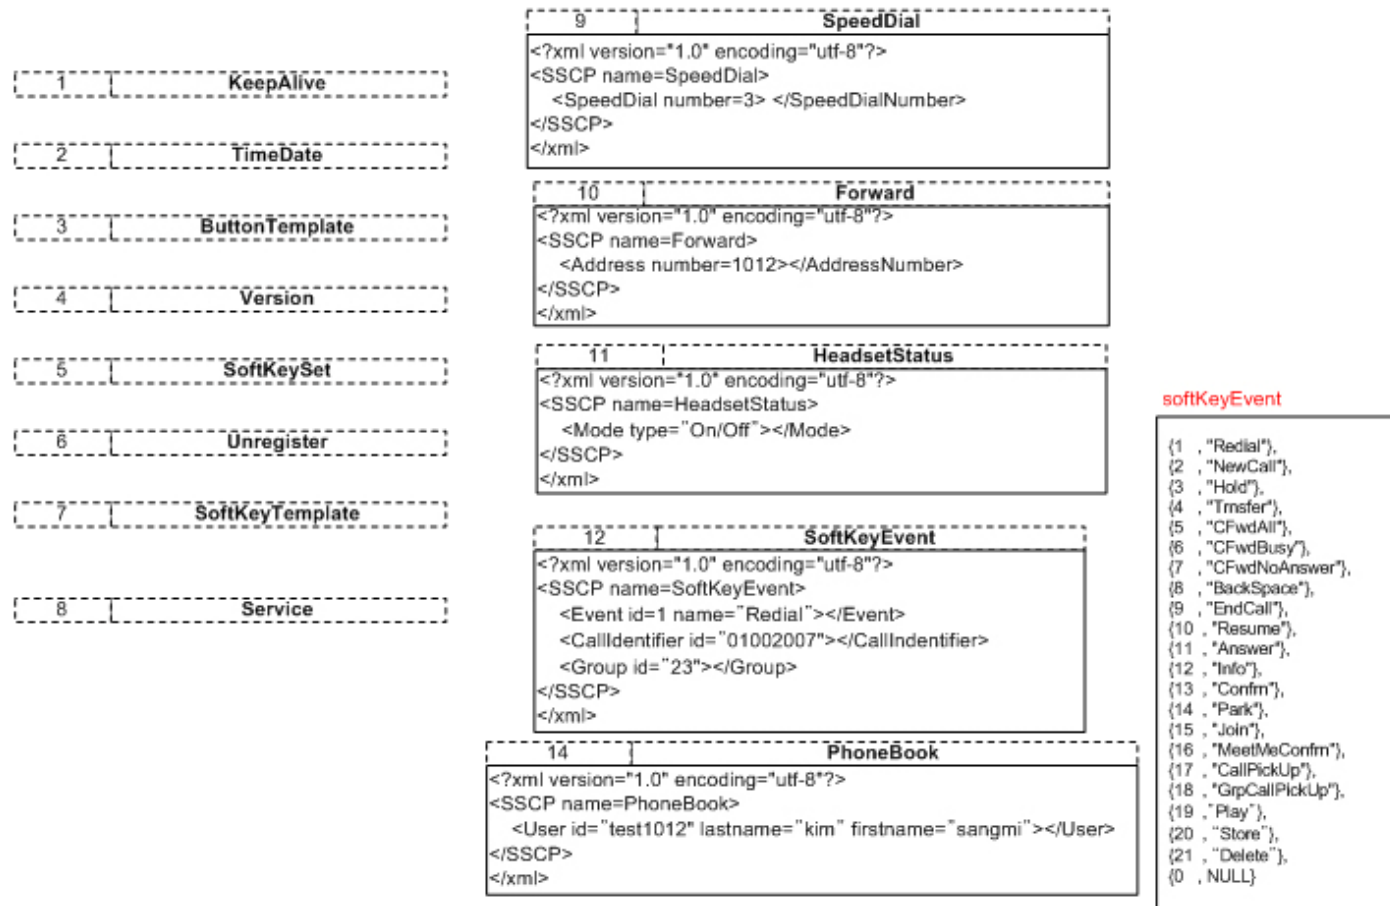 1 KeepAlive
2 TimeDate
3 ButtonTemplate
4 Version
5 SoftKeySet
6 Unregister
7 SoftKeyTemplate
8 Service
9 SpeedDial
<?xml version="1.0" encoding="utf-8"?>
<SSCP name=SpeedDial>
<SpeedDial number=3> </SpeedDialNumber>
</SSCP>
</xml>
10 Forward
<?xml version="1.0" encoding="utf-8"?>
<SSCP name=Forward>
<Address number=1012></AddressNumber>
</SSCP>
</xml>
11 HeadsetStatus
<?xml version="1.0" encoding="utf-8"?>
<SSCP name=HeadsetStatus>
<Mode type="On/Off"></Mode>
</SSCP>
</xml>
12 SoftKeyEvent
<?xml version="1.0" encoding="utf-8"?>
<SSCP name=SoftKeyEvent>
<Event id=1 name="Redial"></Event>
<CallIdentifier id="01002007"></CallIndentifier>
<Group id="23"></Group>
</SSCP>
</xml>
14 PhoneBook
<?xml version="1.0" encoding="utf-8"?>
<SSCP name=PhoneBook>
<User id="test1012" lastname="kim" firstname="sangmi"></User>
</SSCP>
</xml>
softKeyEvent
{1 , "Redial"},
{2 , "NewCall"},
{3 , "Hold"},
{4 , "Trnsfer"},
{5 , "CFwdAll"},
{6 , "CFwdBusy"},
{7 , "CFwdNoAnswer"},
{8 , "BackSpace"},
{9 , "EndCall"},
{10 , "Resume"},
{11 , "Answer"},
{12 , "Info"},
{13 , "Confrn"},
{14 , "Park"},
{15 , "Join"},
{16 , "MeetMeConfrn"},
{17 , "CallPickUp"},
{18 , "GrpCallPickUp"},
{19 , "Play"},
{20 , "Store"},
{21 , "Delete"},
{0 , NULL}